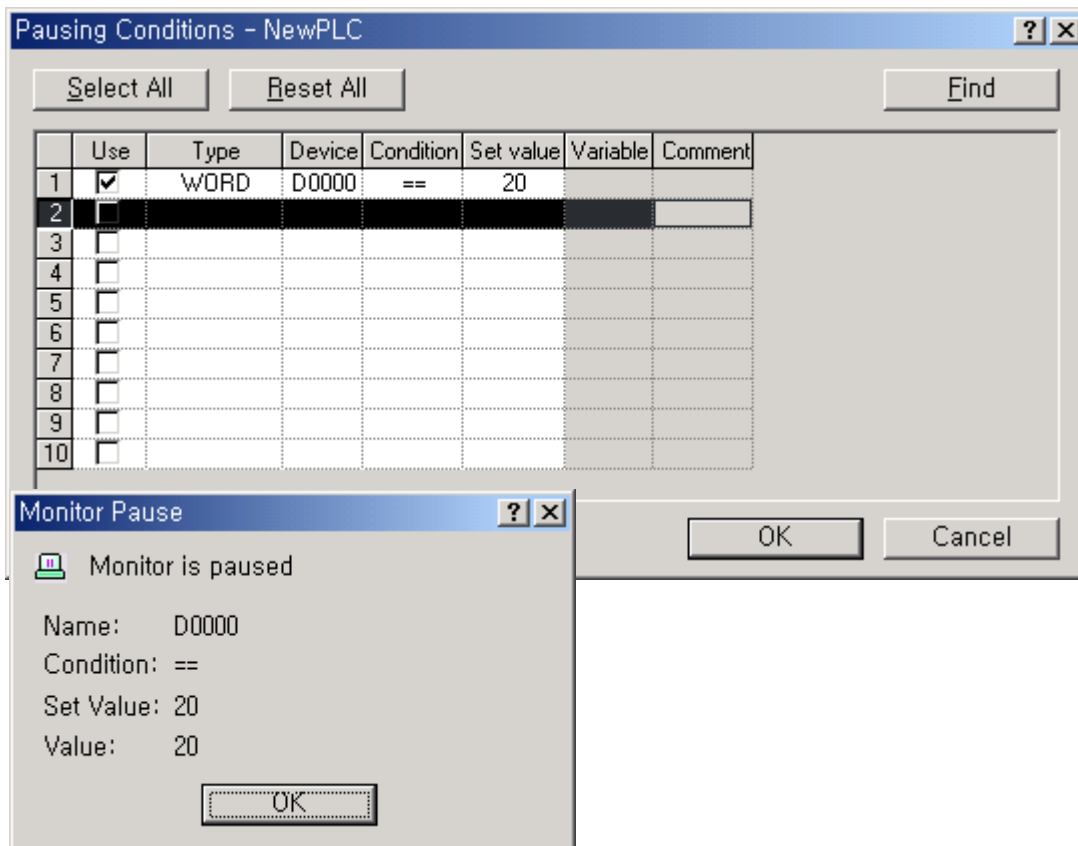 Pausing Conditions - NewPLC
Select All Reset All Find
Use Type Device Condition Set value Variable Comment
1 WORD D0000 == 20
2
3
4
5
6
7
8
9
10
OK Cancel
Monitor Pause
Monitor is paused
Name: D0000
Condition: ==
Set Value: 20
Value: 20
OK